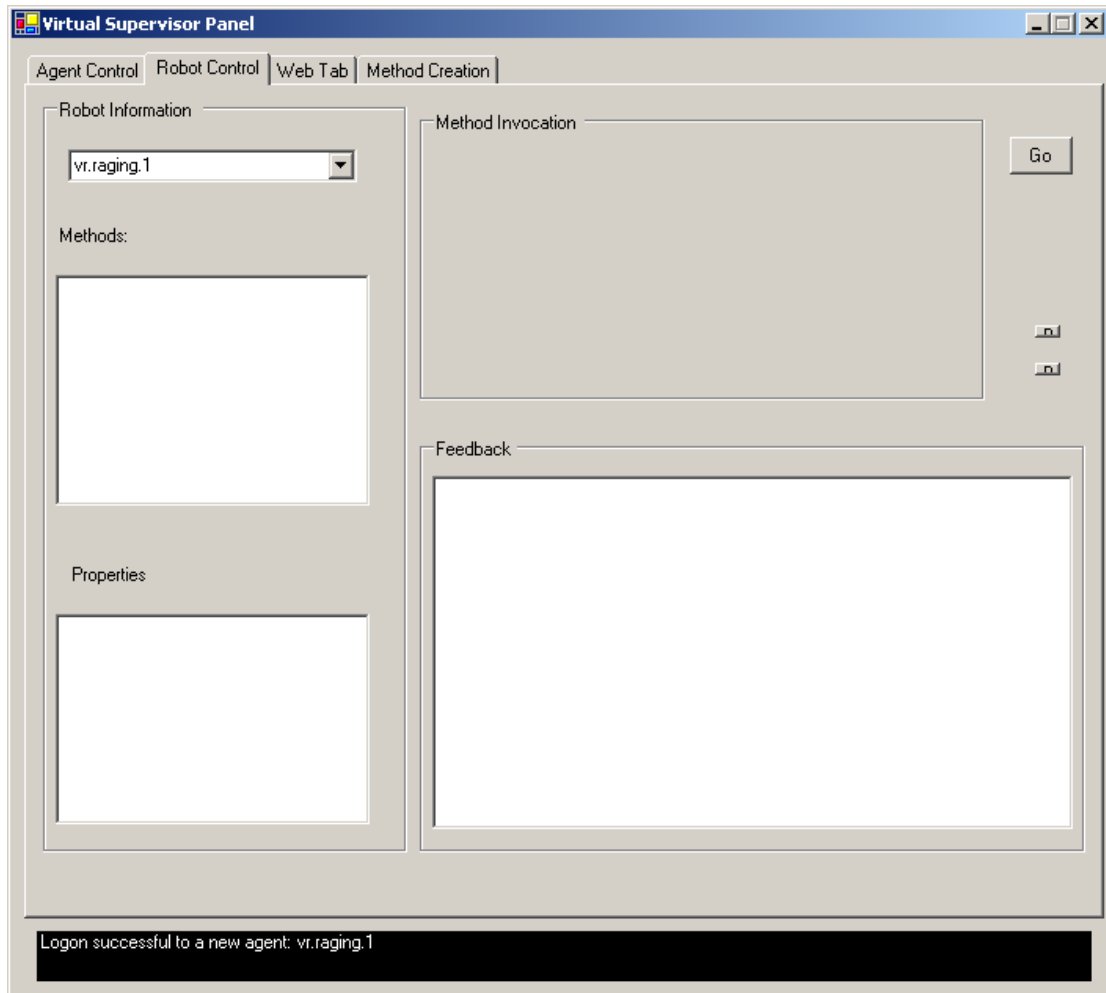 Virtual Supervisor Panel
Agent Control
Robot Control
Web Tab
Method Creation
Robot Information
vr.raging.1
Methods:
Properties
Method Invocation
Go
n
n
Feedback
Logon successful to a new agent: vr.raging.1